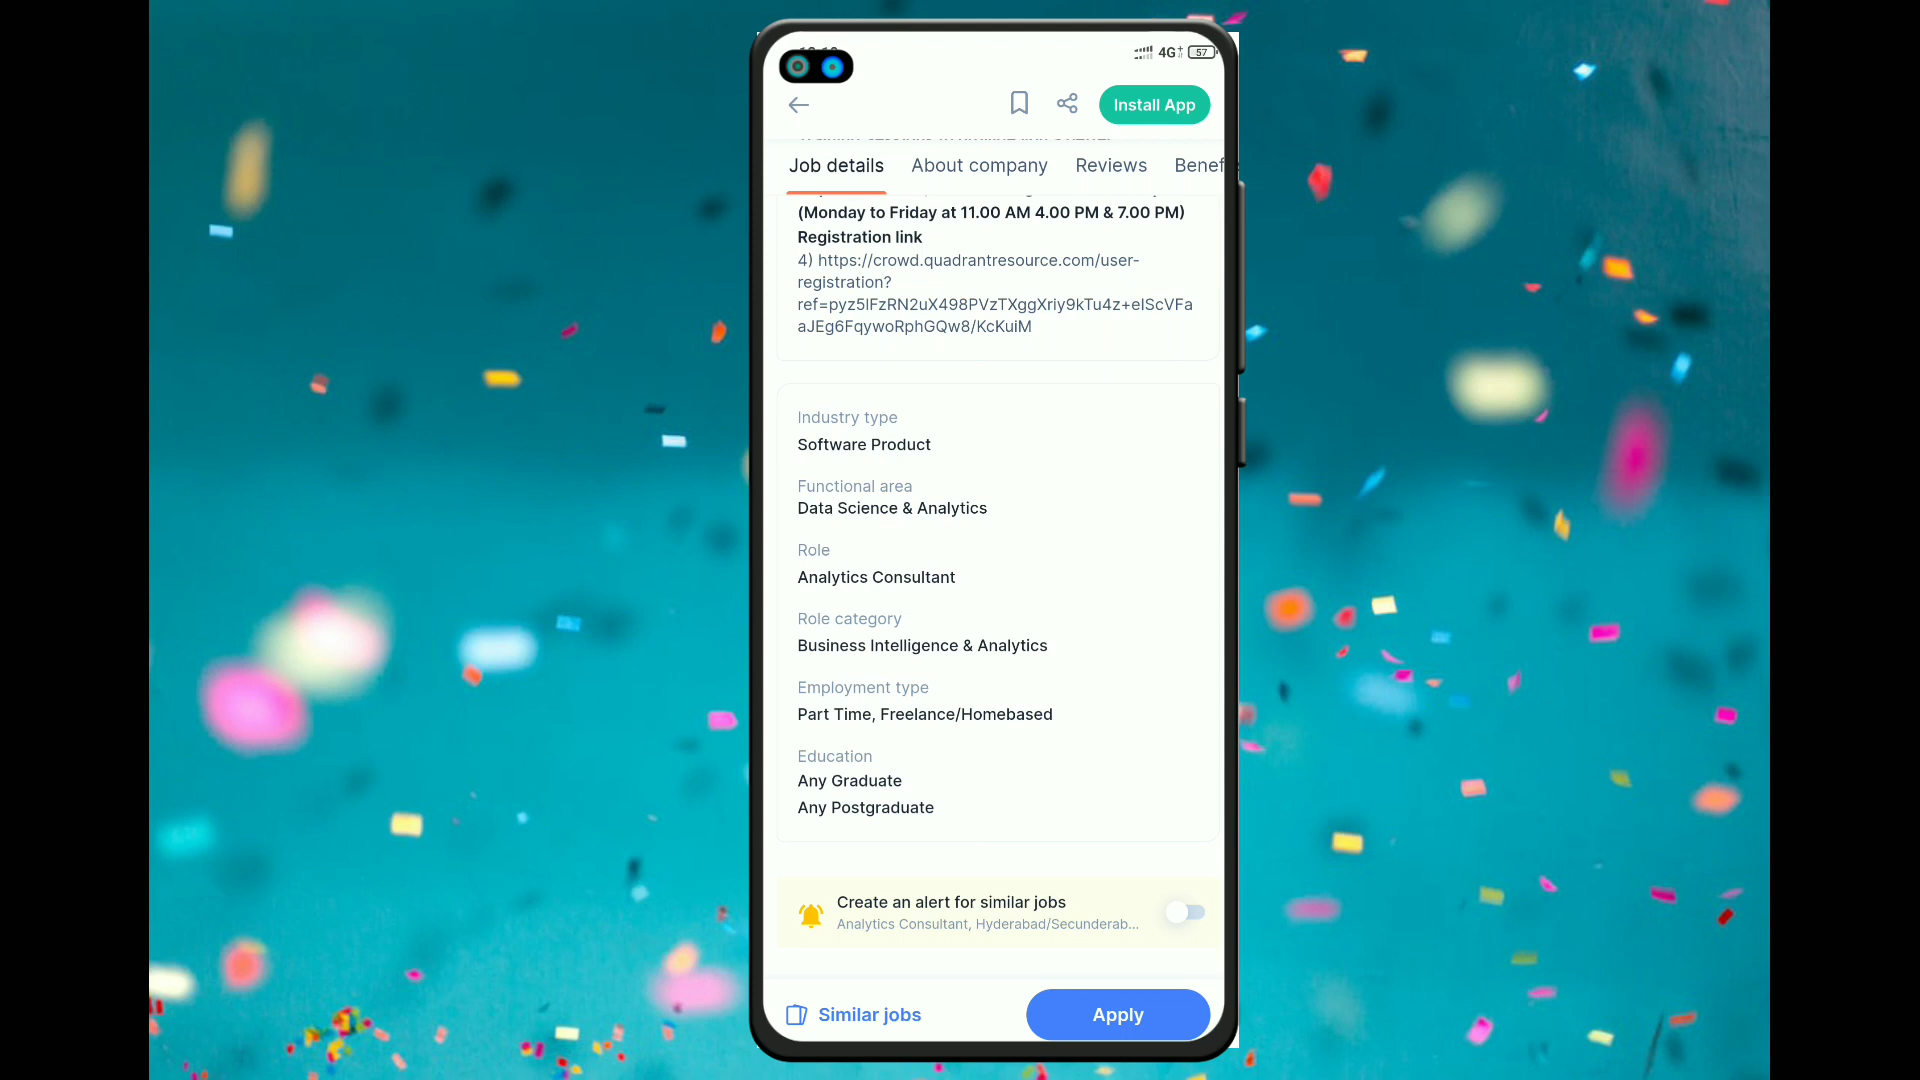 4G+ 57
Install App
Job details About company Reviews Benef
(Monday to Friday at 11.00 AM 4.00 PM & 7.00 PM)
Registration link
4) https://crowd.quadrantresource.com/user-
registration?
ref=pyz5lFzRN2uX498PVzTXggXriy9kTu4z+elScVFa
aJEg6FqywoRphGQw8/KcKuiM
Industry type
Software Product
Functional area
Data Science & Analytics
Role
Analytics Consultant
Role category
Business Intelligence & Analytics
Employment type
Part Time, Freelance/Homebased
Education
Any Graduate
Any Postgraduate
Create an alert for similar jobs
Analytics Consultant, Hyderabad/Secunderab...
Similar jobs Apply